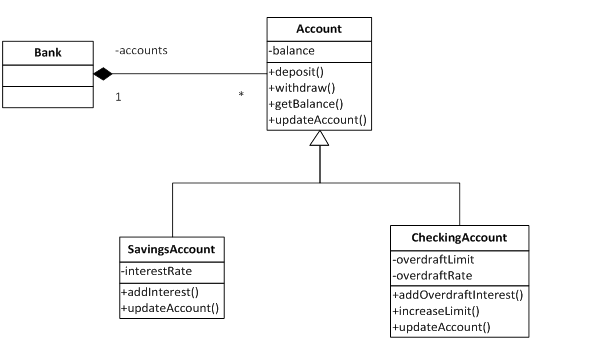 Bank
-accounts
1
*
Account
-balance
+deposit()
+withdraw()
+getBalance()
+updateAccount()
SavingsAccount
-interestRate
+addInterest()
+updateAccount()
CheckingAccount
-overdraftLimit
-overdraftRate
+addOverdraftInterest()
+increaseLimit()
+updateAccount()